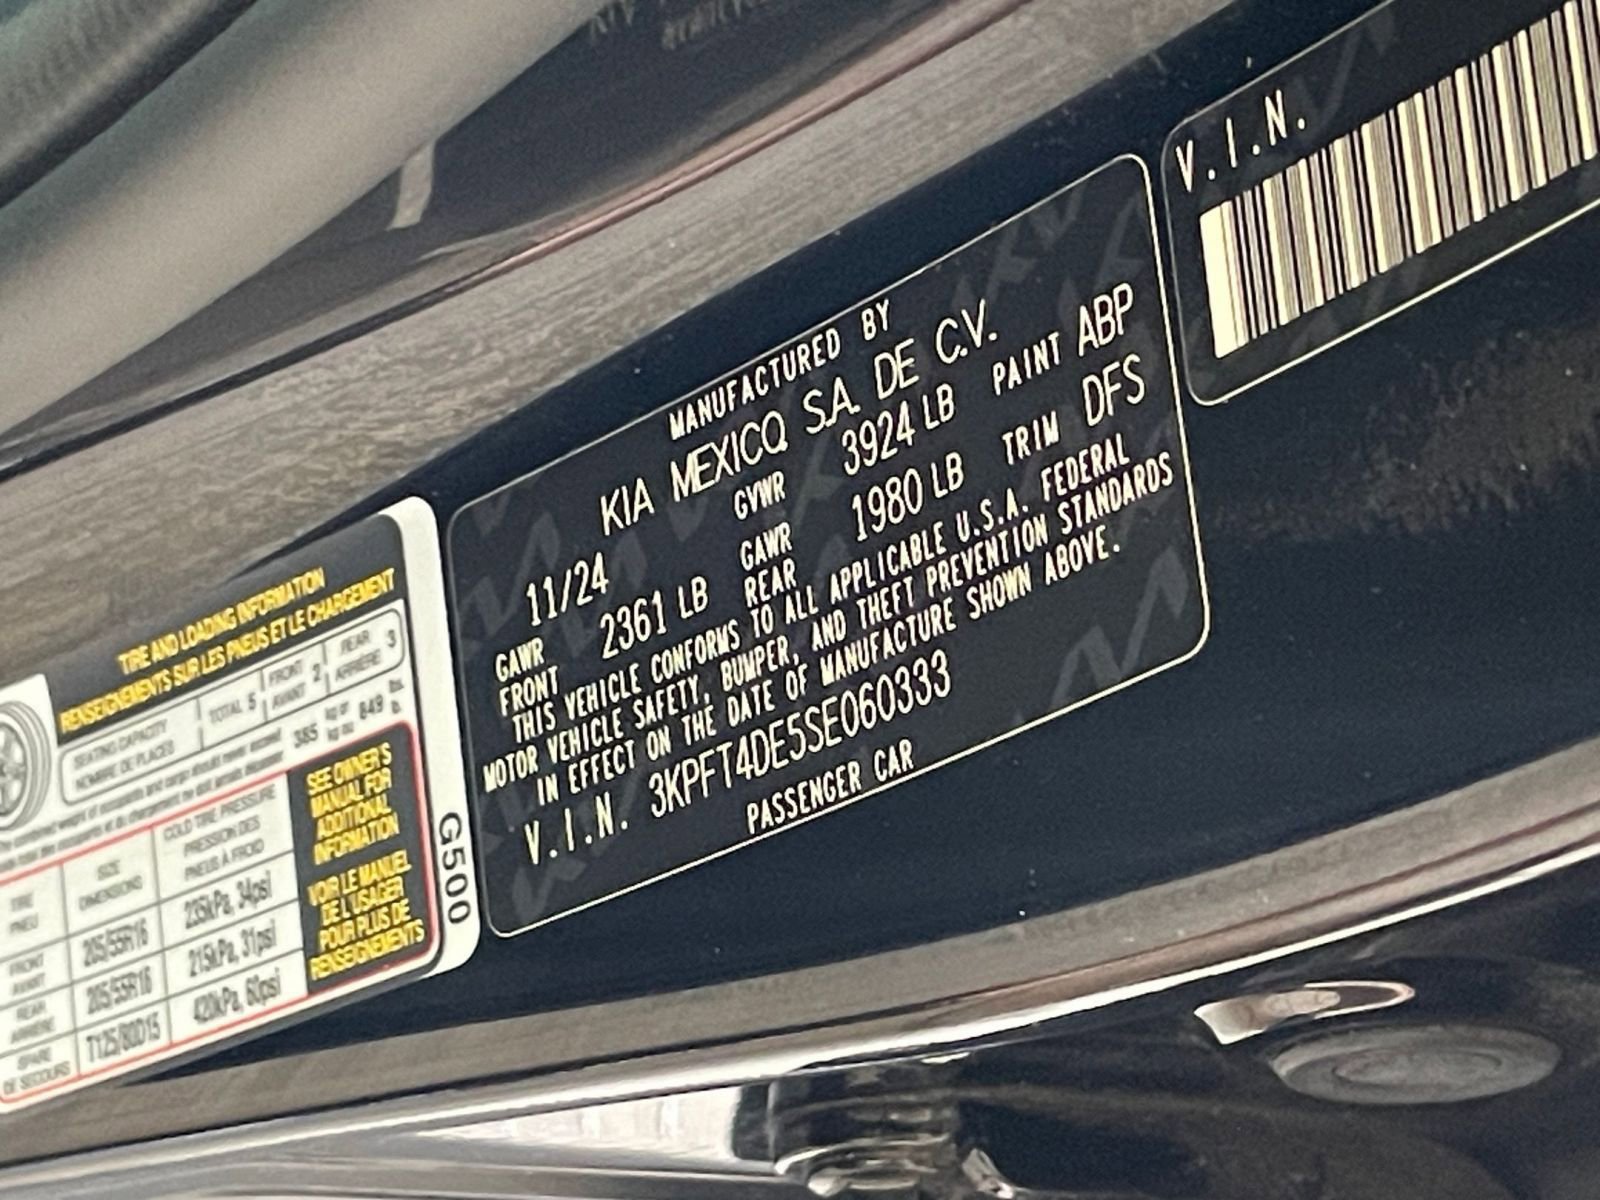 MANUFACTURED BY
KIA MEXICO, S.A. DE C.V.
11/24 GVWR 3924 LB PAINT ABP
GAWR FRONT 2361 LB GAWR REAR 1980 LB TRIM DFS
THIS VEHICLE CONFORMS TO ALL APPLICABLE U.S.A. FEDERAL
MOTOR VEHICLE SAFETY, BUMPER, AND THEFT PREVENTION STANDARDS
IN EFFECT ON THE DATE OF MANUFACTURE SHOWN ABOVE.
V.I.N. 3KPFT4DE5SE060333
PASSENGER CAR
V.I.N.
TIRE AND LOADING INFORMATION
RENSEIGNEMENTS SUR LES PNEUS ET LE CHARGEMENT
SEATING CAPACITY
NOMBRE DE PLACES
TOTAL 5
FRONT
AVANT 2
REAR
ARRIÈRE 3
385 kg or 849 lbs.
TIRE
PNEU
SIZE
DIMENSIONS
COLD TIRE PRESSURE
PRESSION DES
PNEUS À FROID
FRONT
AVANT
205/55R16
235kPa, 34psi
REAR
ARRIÈRE
205/55R16
215kPa, 31psi
SPARE
DE SECOURS
T125/80D15
420kPa, 60psi
SEE OWNER'S
MANUAL FOR
ADDITIONAL
INFORMATION
VOIR LE MANUEL
DE L'USAGER
POUR PLUS DE
RENSEIGNEMENTS
G500